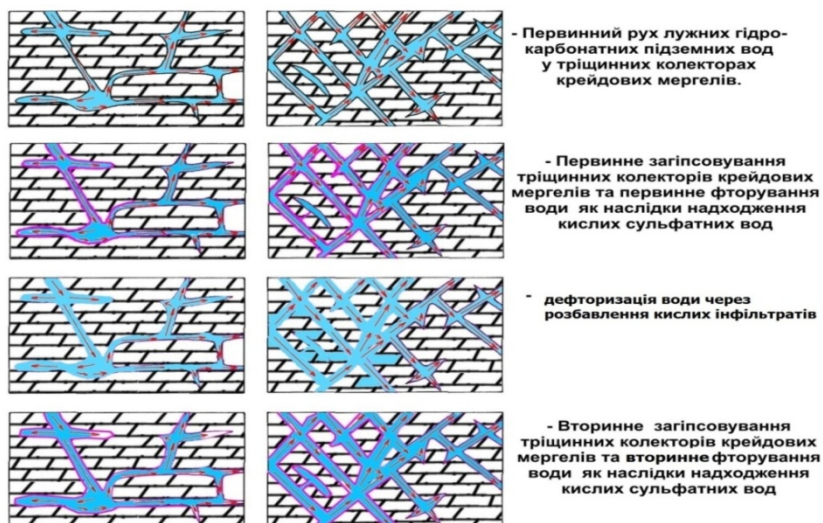 - Первинний рух лужних гідро-
карбонатних підземних вод
у тріщинних колекторах
крейдових мергелів.
- Первинне загіпсовування
тріщинних колекторів крейдових
мергелів та первинне фторування
води як наслідки надходження
кислих сульфатних вод
- дефторизація води через
розбавлення кислих інфільтратів
- Вторинне загіпсовування
тріщинних колекторів крейдових
мергелів та вторинне фторування
води як наслідки надходження
кислих сульфатних вод